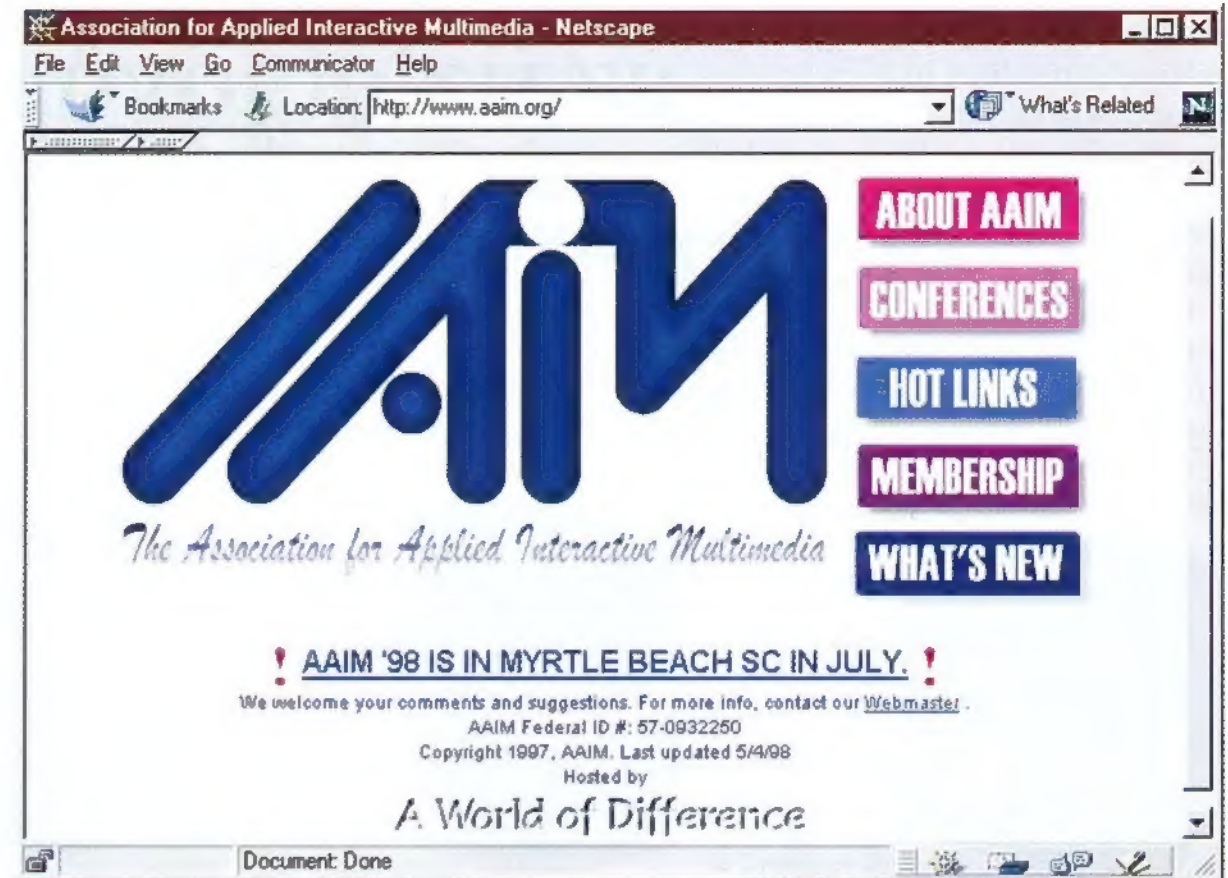 Association for Applied Interactive Multimedia - Netscape
File Edit View Go Communicator Help
Bookmarks Location: http://www.aaim.org/ What's Related N
AAiM
The Association for Applied Interactive Multimedia
ABOUT AAIM
CONFERENCES
HOT LINKS
MEMBERSHIP
WHAT'S NEW
! AAIM '98 IS IN MYRTLE BEACH SC IN JULY. !
We welcome your comments and suggestions. For more info, contact our Webmaster .
AAIM Federal ID #: 57-0932250
Copyright 1997, AAIM. Last updated 5/4/98
Hosted by
A World of Difference
Document: Done